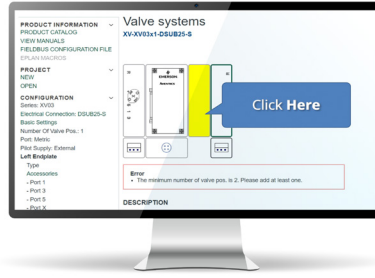 Valve systems
XV-XV03x1-DSUB25-S
PRODUCT INFORMATION
PRODUCT CATALOG
VIEW MANUALS
FIELDBUS CONFIGURATION FILE
EPLAN MACROS
PROJECT
NEW
OPEN
CONFIGURATION
Series: XV03
Electrical Connection: DSUB25-S
Basic Settings
Number Of Valve Pos.: 1
Port: Metric
Pilot Supply: External
Left Endplate
Type
Accessories
- Port 1
- Port 3
- Port 5
- Port X
EMERSON
Click Here
Error
• The minimum number of valve pos. is 2. Please add at least one.
DESCRIPTION